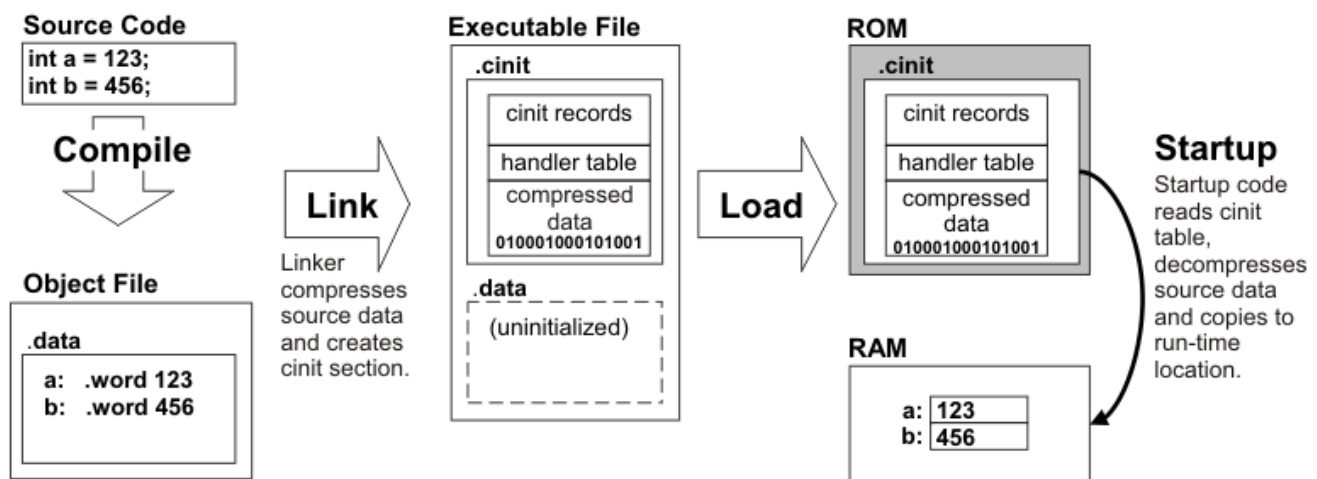 Source Code
int a = 123;
int b = 456;
Compile
Object File
.data
a: .word 123
b: .word 456
Link
Linker
compresses
source data
and creates
cinit section.
Executable File
.cinit
cinit records
handler table
compressed
data
010001000101001
.data
(uninitialized)
Load
ROM
.cinit
cinit records
handler table
compressed
data
010001000101001
Startup
Startup code
reads cinit
table,
decompresses
source data
and copies to
run-time
location.
RAM
a: 123
b: 456